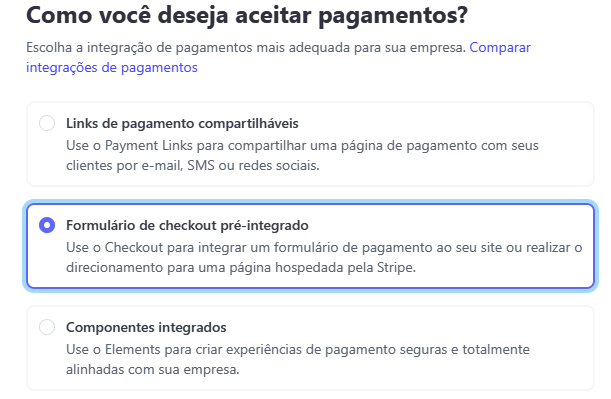 Como você deseja aceitar pagamentos?
Escolha a integração de pagamentos mais adequada para sua empresa. Comparar
integrações de pagamentos
Links de pagamento compartilháveis
Use o Payment Links para compartilhar uma página de pagamento com seus
clientes por e-mail, SMS ou redes sociais.
Formulário de checkout pré-integrado
Use o Checkout para integrar um formulário de pagamento ao seu site ou realizar o
direcionamento para uma página hospedada pela Stripe.
Componentes integrados
Use o Elements para criar experiências de pagamento seguras e totalmente
alinhadas com sua empresa.